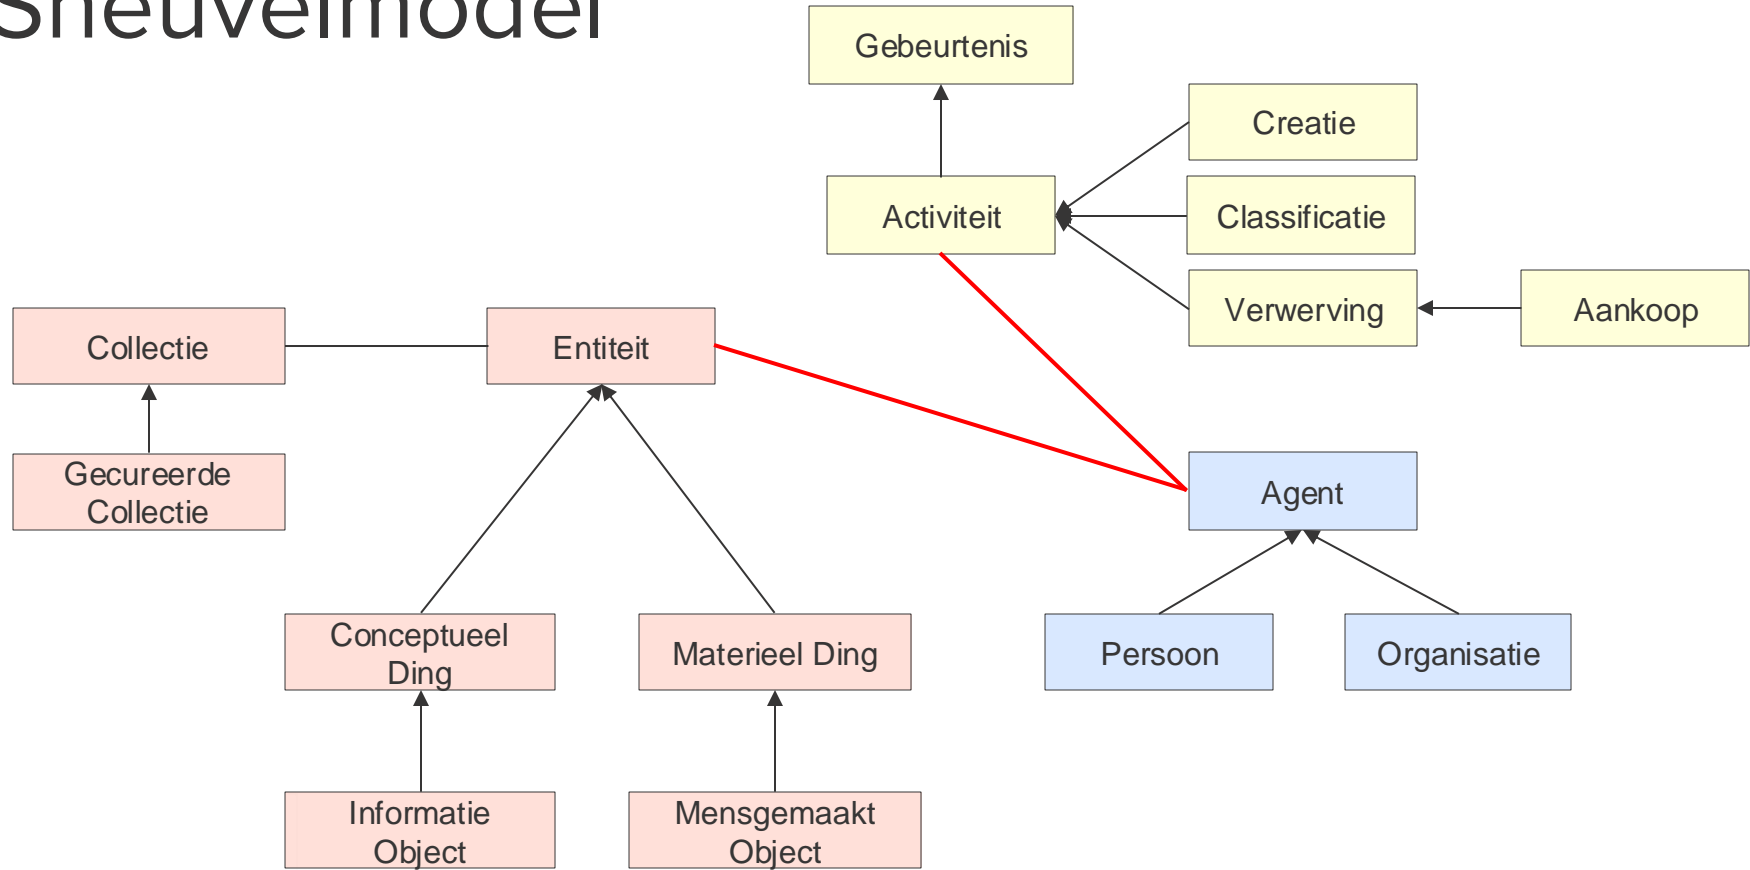 Sneuvelmodel
Gebeurtenis
Creatie
Activiteit
Classificatie
Verwerving
Aankoop
Collectie
Entiteit
Gecureerde
Collectie
Agent
Conceptueel
Ding
Materieel Ding
Persoon
Organisatie
Informatie
Object
Mensgemaakt
Object